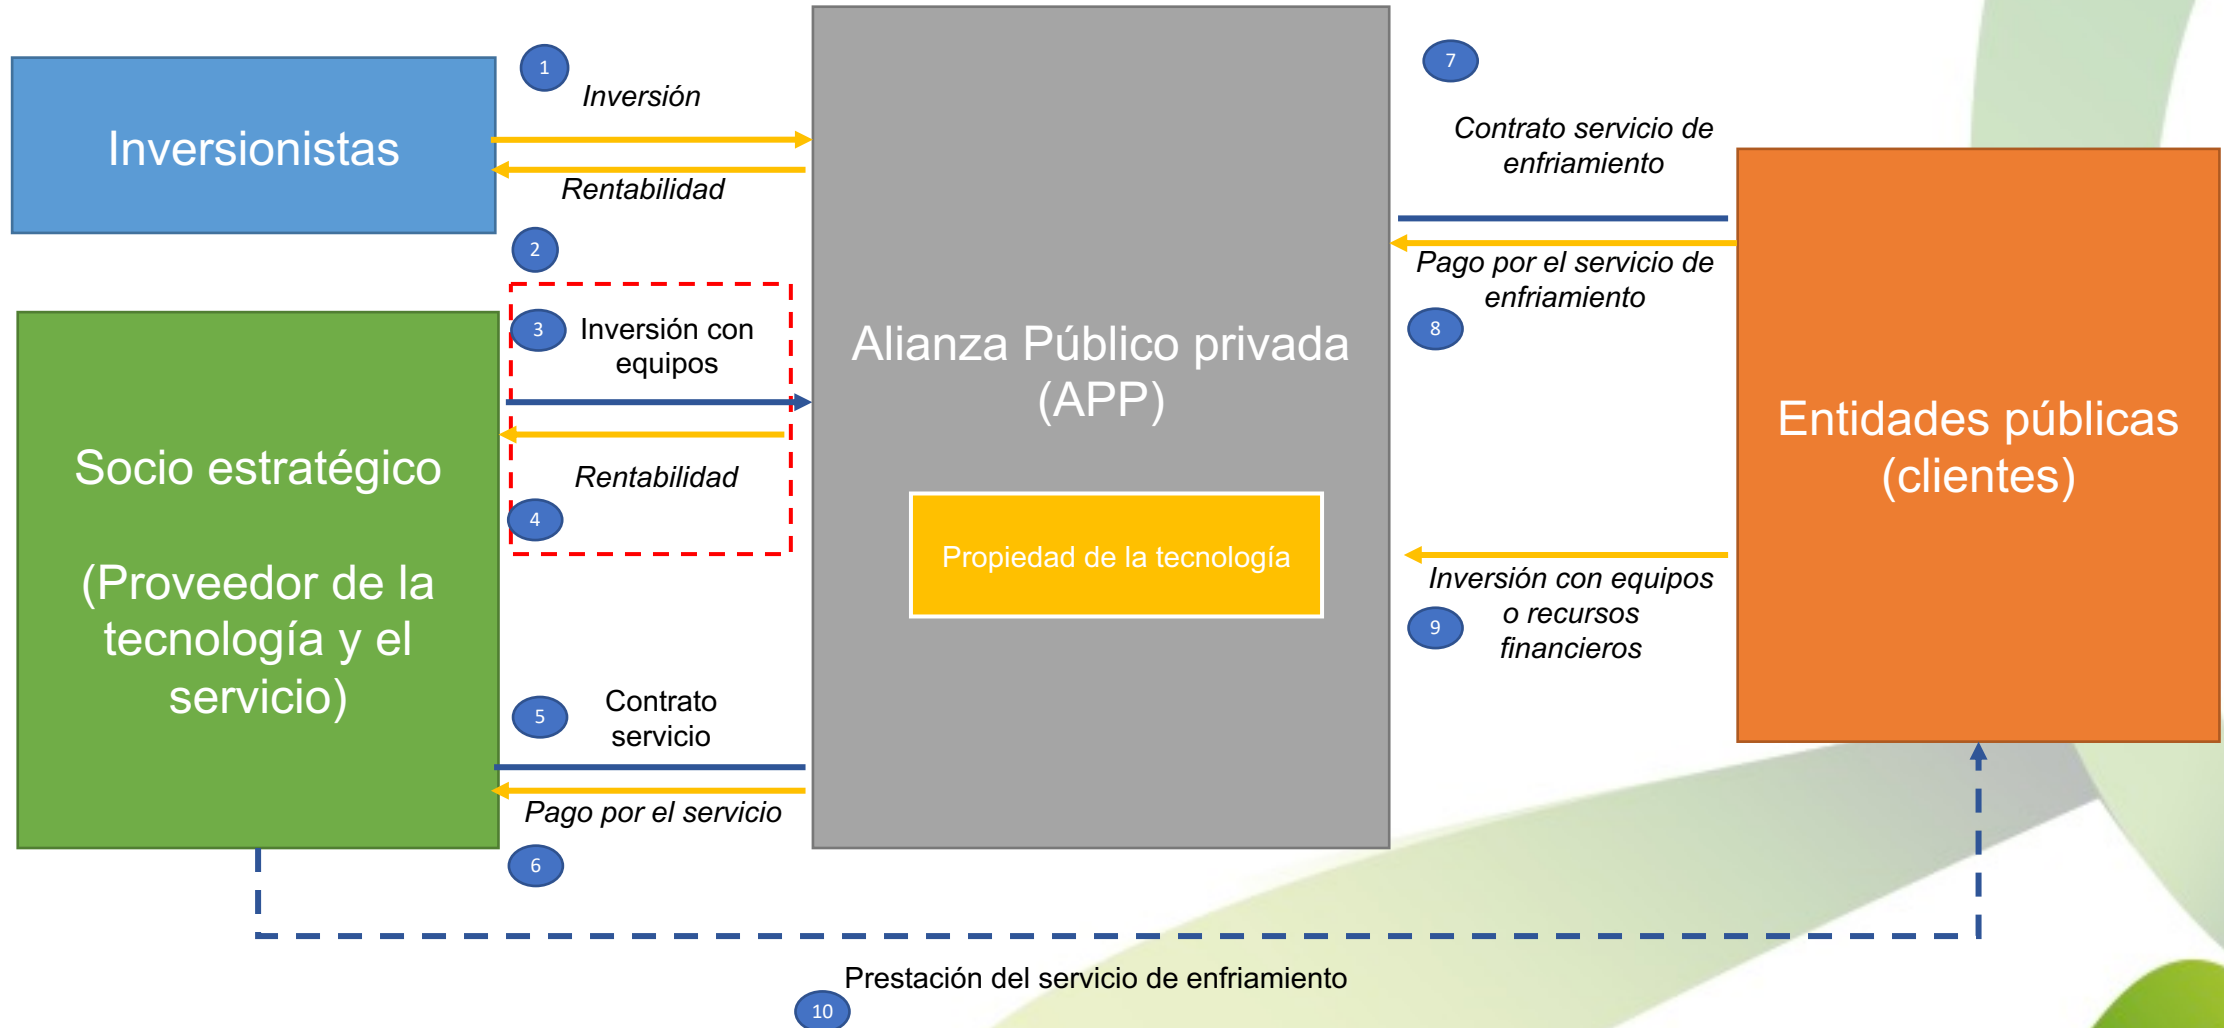 1
Inversión
Inversionistas
Rentabilidad
2
3
Inversión con
equipos
Rentabilidad
4
Socio estratégico
(Proveedor de la
tecnología y el
servicio)
5
Contrato
servicio
Pago por el servicio
6
Alianza Público privada
(APP)
Propiedad de la tecnología
7
Contrato servicio de
enfriamiento
Pago por el servicio de
enfriamiento
8
Inversión con equipos
o recursos
financieros
9
Entidades públicas
(clientes)
Prestación del servicio de enfriamiento
10